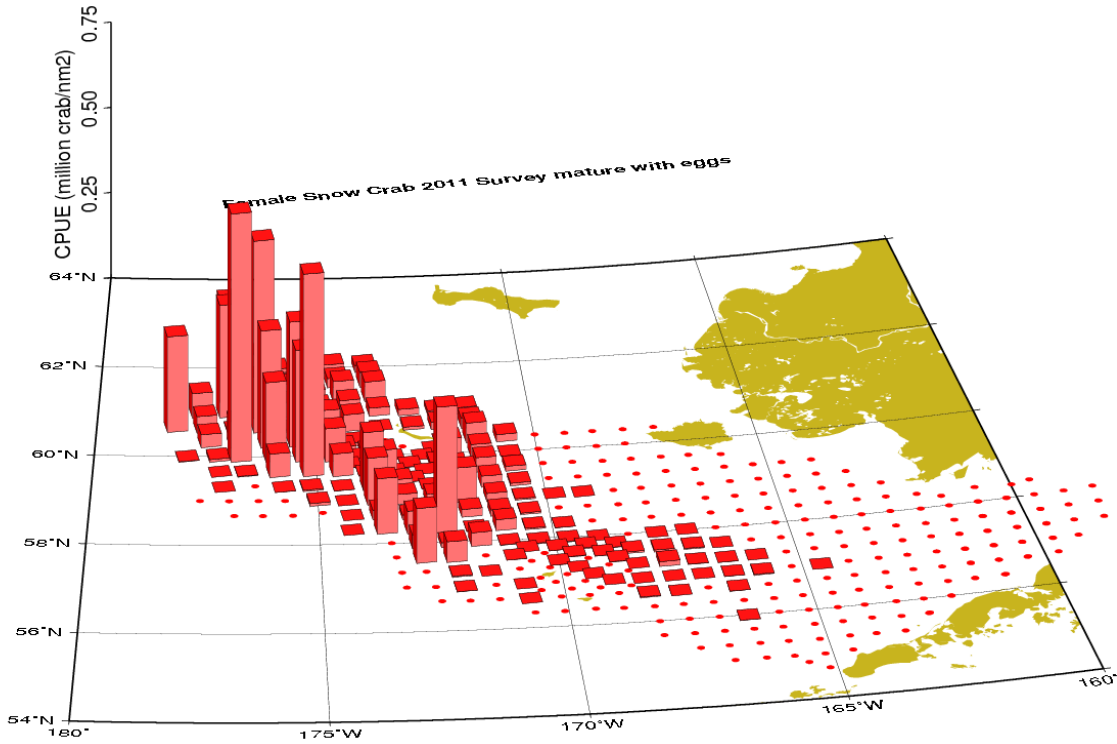 0.75
0.50
0.25
CPUE (million crab/nm2)
Female Snow Crab 2011 Survey mature with eggs
64°N
62°N
60°N
58°N
56°N
54°N
180°
175°W
170°W
165°W
160°